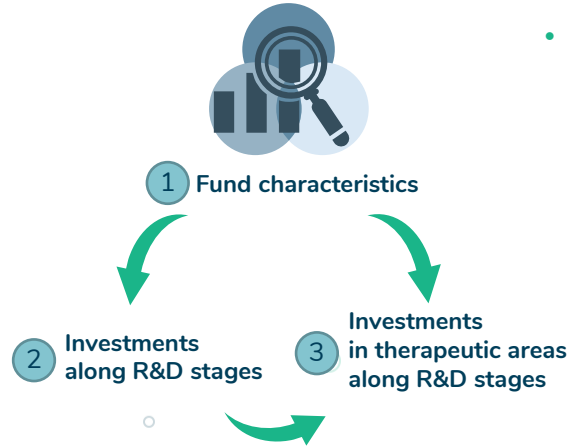 1 Fund characteristics
2
Investments
along R&D stages
3
Investments
in therapeutic areas
along R&D stages